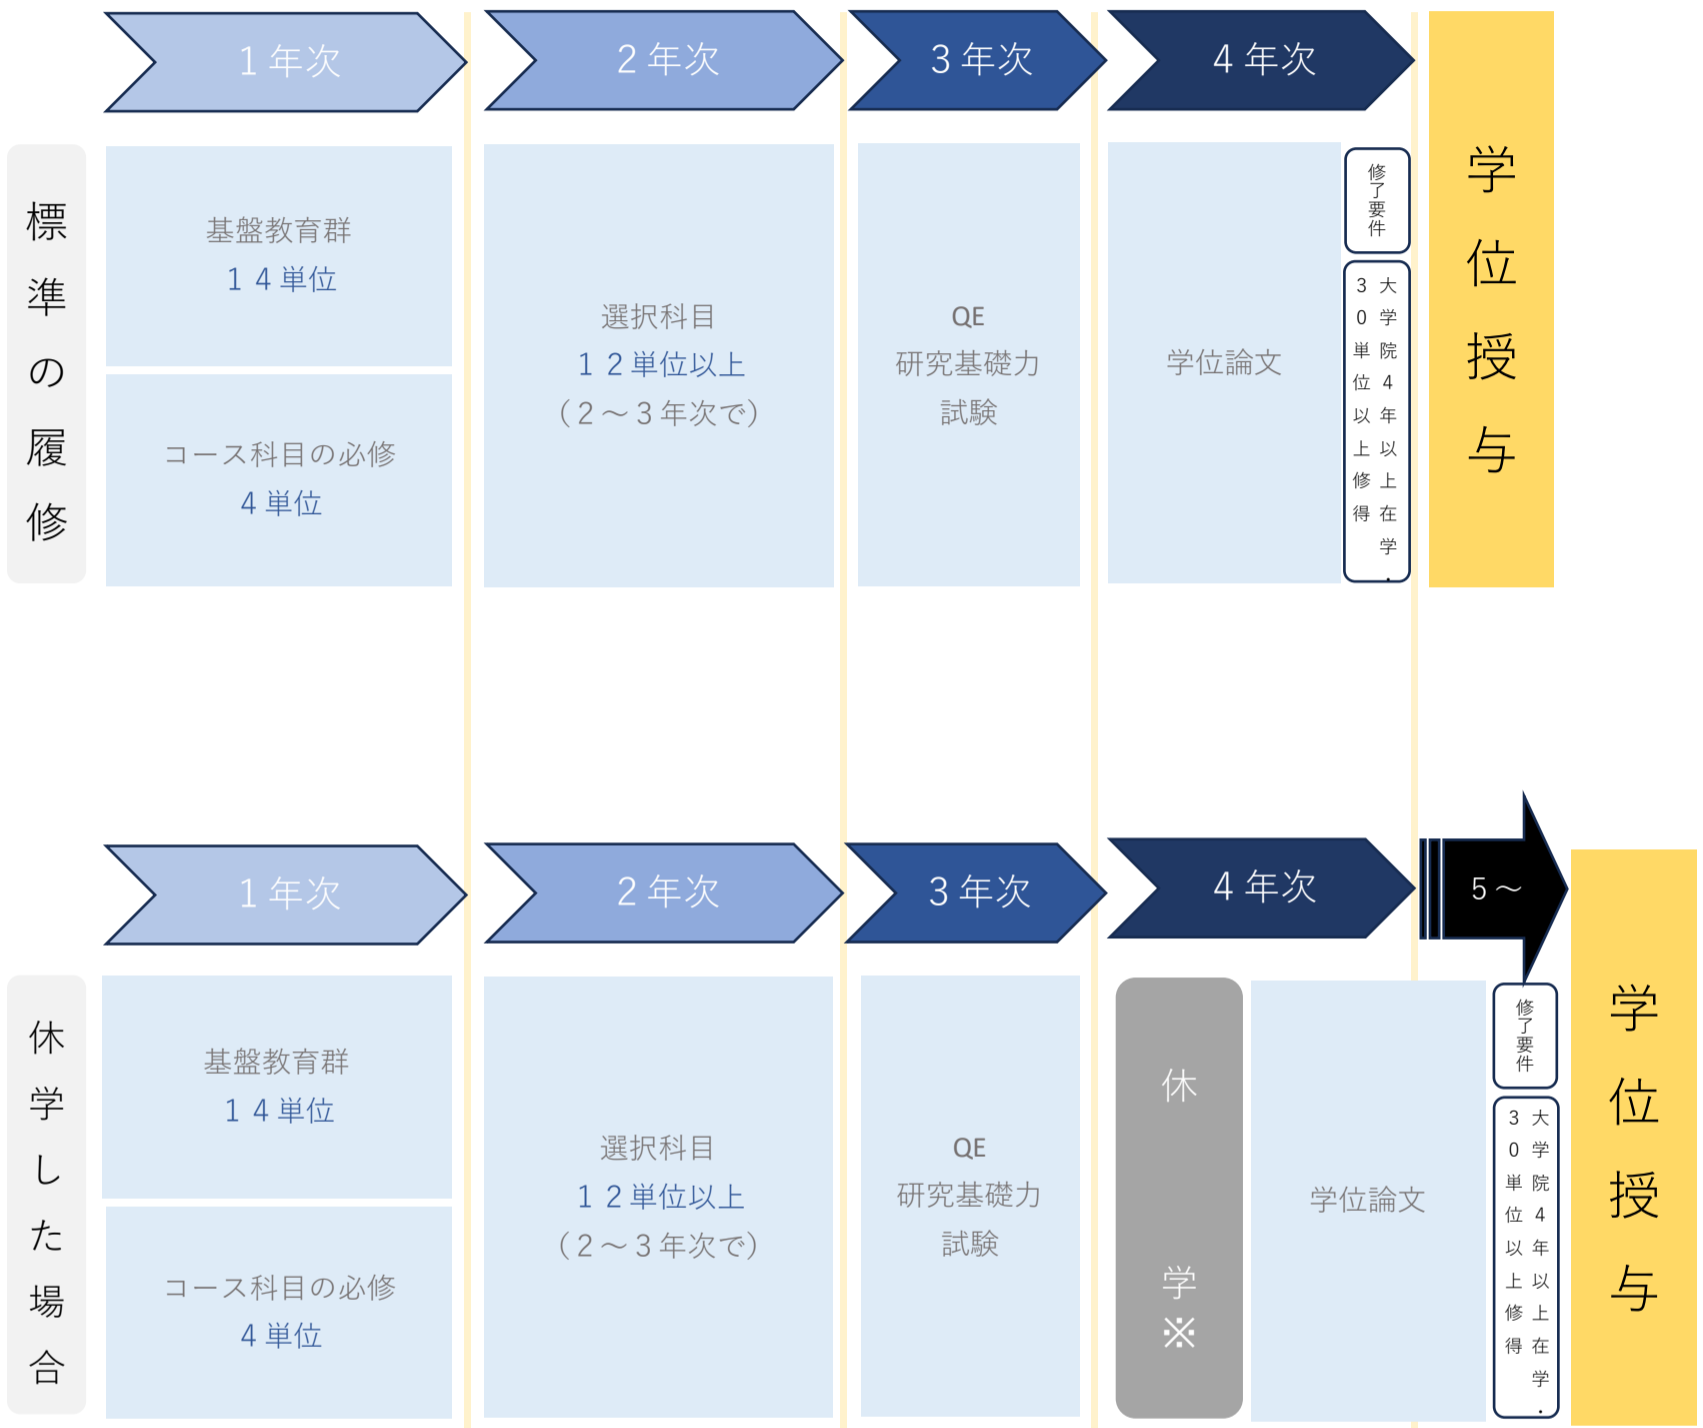 1年次
2年次
3年次
4年次
標準の履修
基盤教育群
14単位
コース科目の必修
4単位
選択科目
12単位以上
（2～3年次で）
QE
研究基礎力
試験
学位論文
修了要件
大学院4年以上在学・
30単位以上修得
学位授与
1年次
2年次
3年次
4年次
5～
休学した場合
基盤教育群
14単位
コース科目の必修
4単位
選択科目
12単位以上
（2～3年次で）
QE
研究基礎力
試験
休学※
学位論文
修了要件
大学院4年以上在学・
30単位以上修得
学位授与